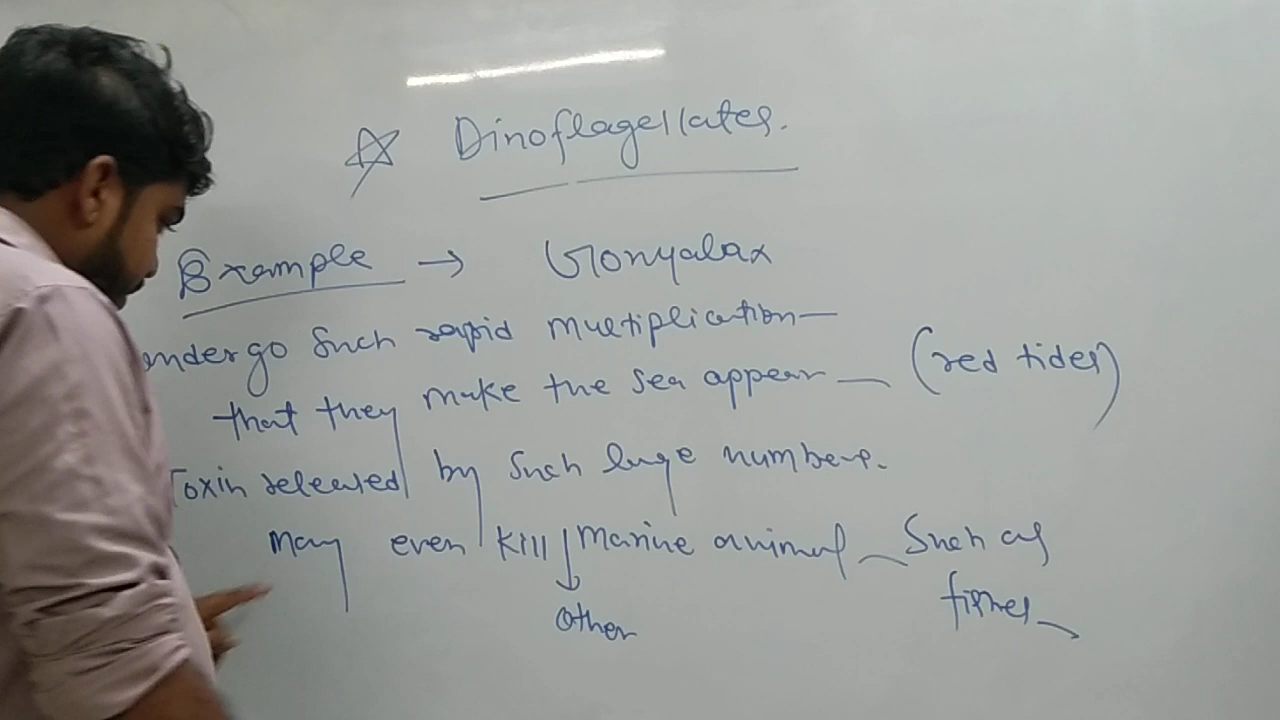 ☆ Dinoflagellates.
Example → Gonyalax
undergo Such rapid multiplication—
that they make the sea appear — (red tides)
Toxin released by Such large numbers.
may even Kill marine animal – Such as
other
fishes